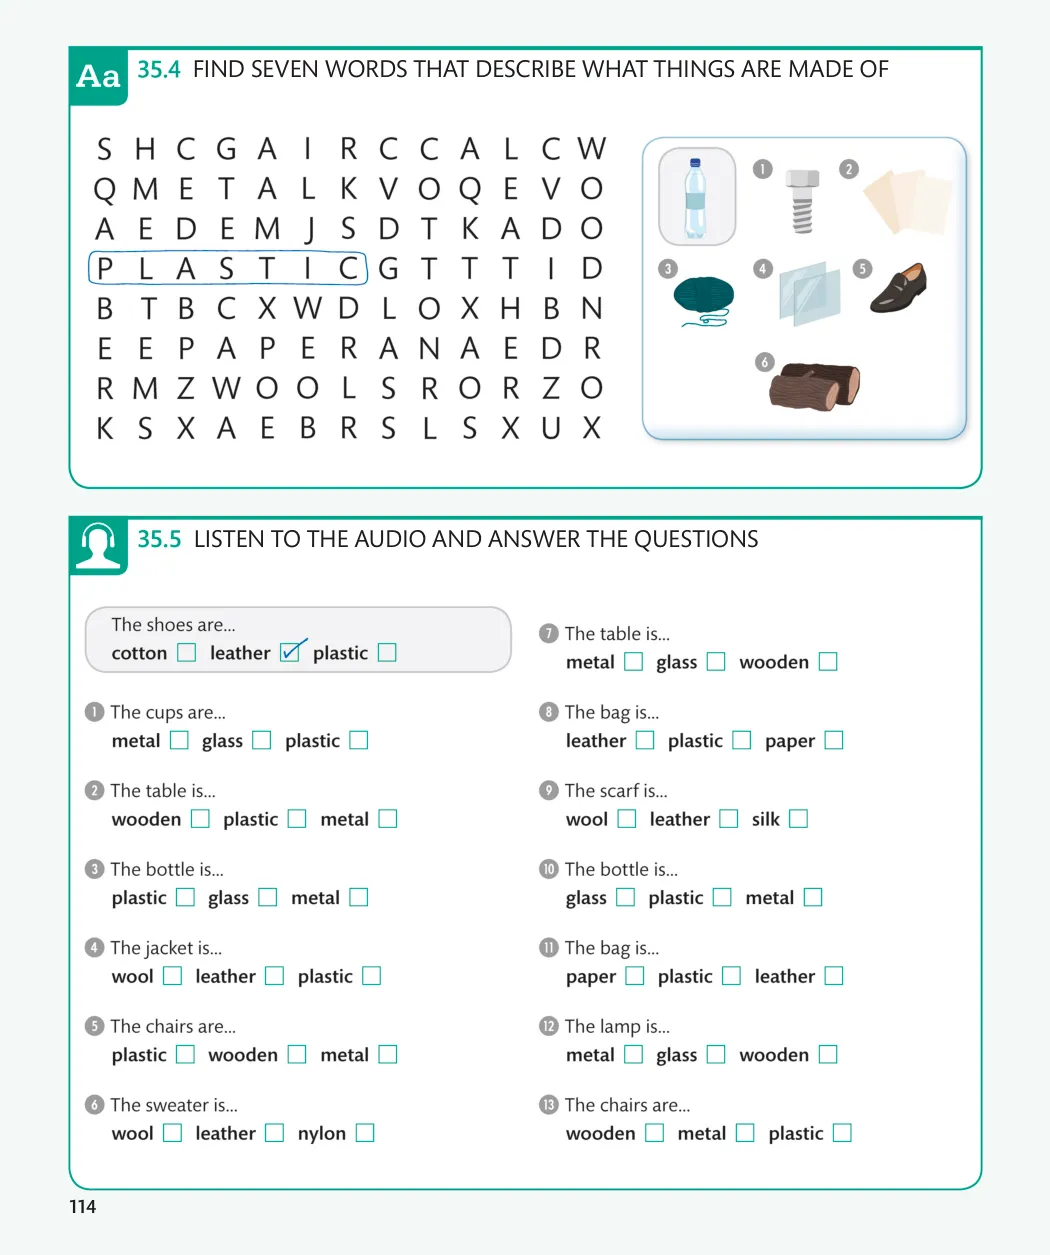 Aa 35.4 FIND SEVEN WORDS THAT DESCRIBE WHAT THINGS ARE MADE OF
S H C G A I R C C A L C W
Q M E T A L K V O Q E V O
A E D E M J S D T K A D O
P L A S T I C G T T T I D
B T B C X W D L O X H B N
E E P A P E R A N A E D R
R M Z W O O L S R O R Z O
K S X A E B R S L S X U X
1
2
3
4
5
6
35.5 LISTEN TO THE AUDIO AND ANSWER THE QUESTIONS
The shoes are...
cotton leather plastic
1 The cups are...
metal glass plastic
2 The table is...
wooden plastic metal
3 The bottle is...
plastic glass metal
4 The jacket is...
wool leather plastic
5 The chairs are...
plastic wooden metal
6 The sweater is...
wool leather nylon
7 The table is...
metal glass wooden
8 The bag is...
leather plastic paper
9 The scarf is...
wool leather silk
10 The bottle is...
glass plastic metal
11 The bag is...
paper plastic leather
12 The lamp is...
metal glass wooden
13 The chairs are...
wooden metal plastic
114